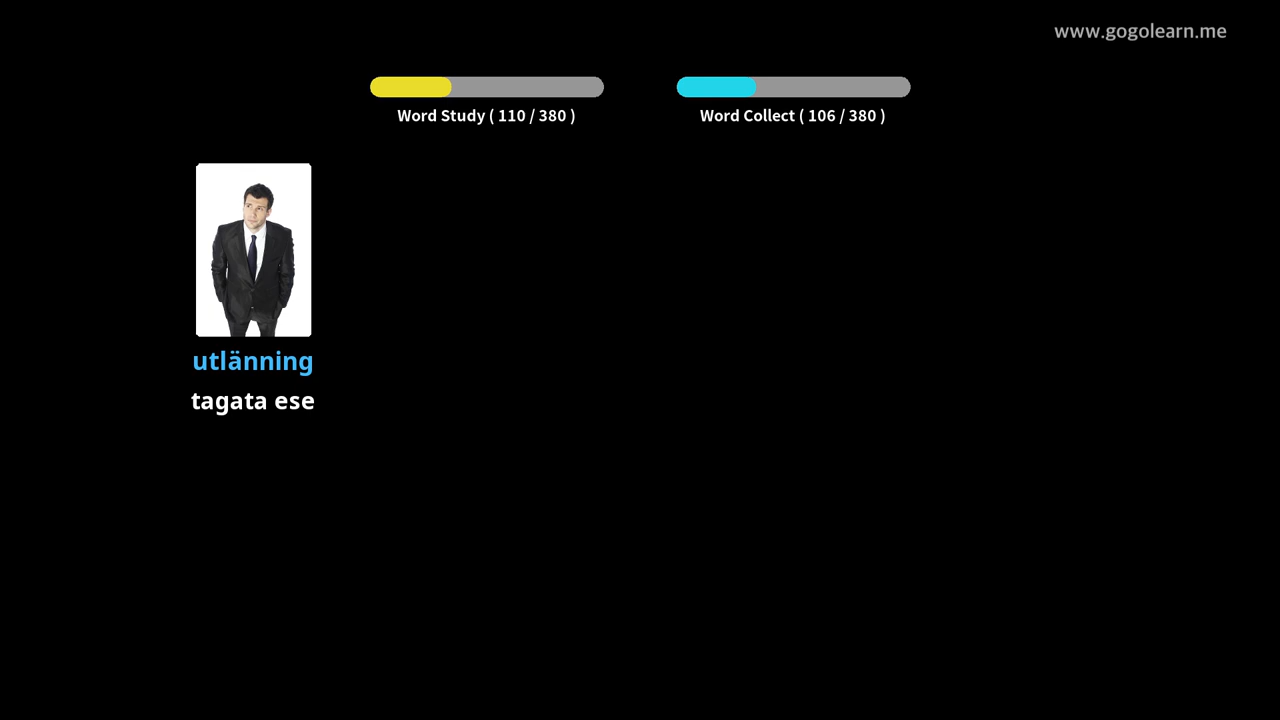 www.gogolearn.me
Word Study ( 110 / 380 )
Word Collect ( 106 / 380 )
utlänning
tagata ese